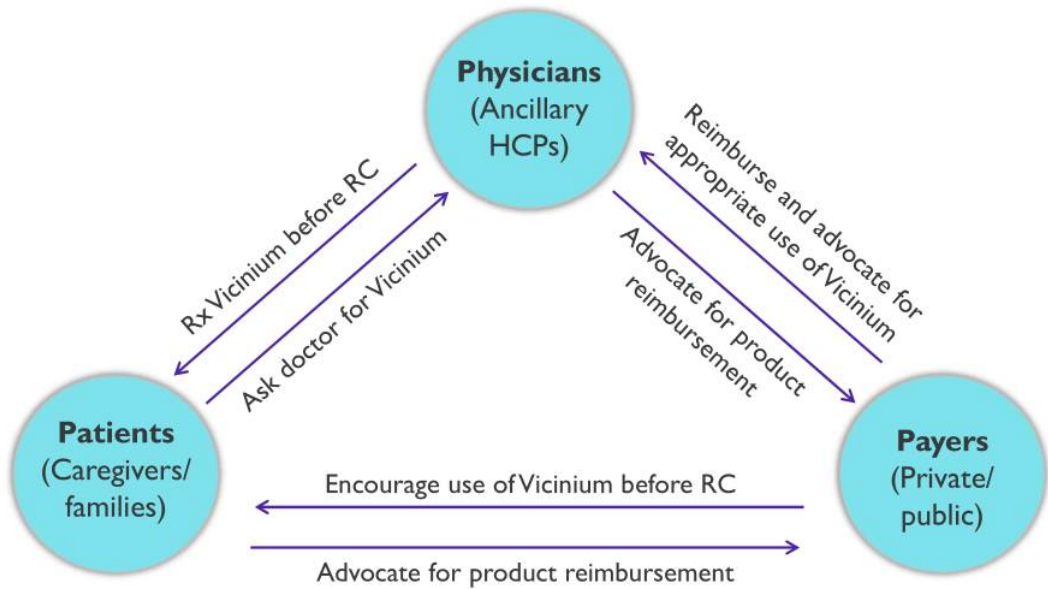 Physicians
(Ancillary
HCPs)
Rx Vicinium before RC
Ask doctor for Vicinium
Reimburse and advocate for
appropriate use of Vicinium
Advocate for product
reimbursement
Patients
(Caregivers/
families)
Payers
(Private/
public)
Encourage use of Vicinium before RC
Advocate for product reimbursement